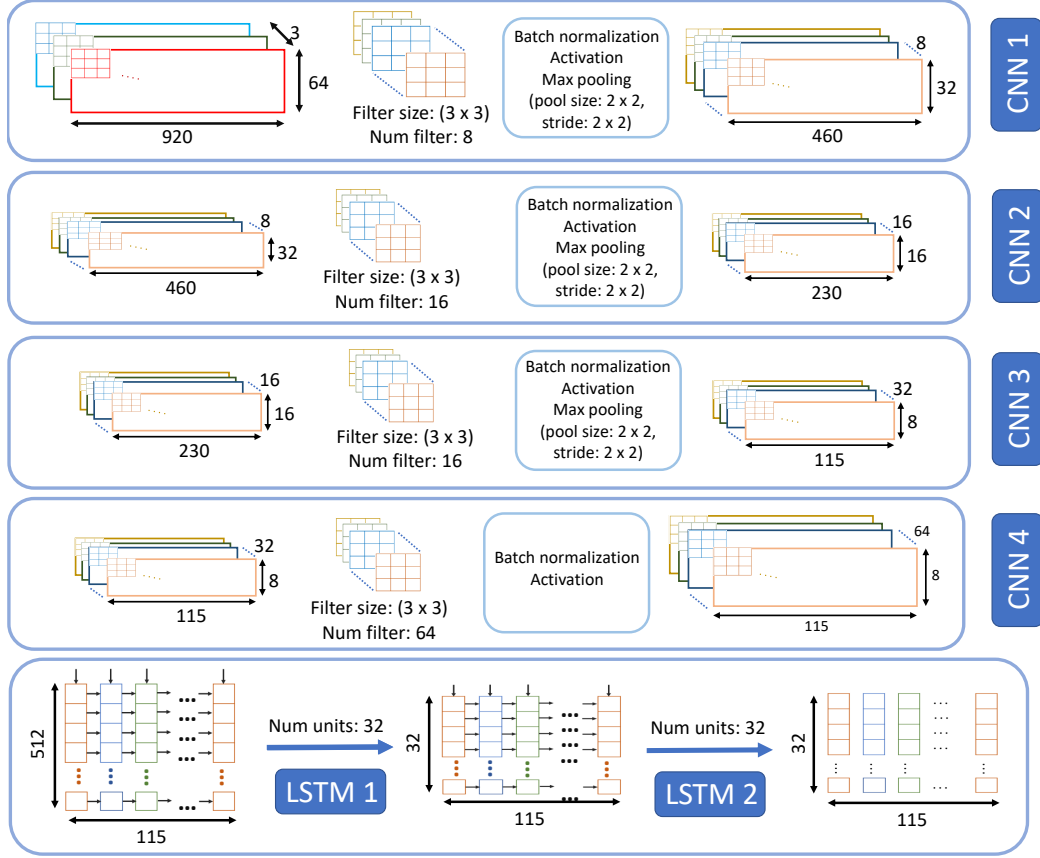 3
64
920
Filter size: (3 x 3)
Num filter: 8
Batch normalization
Activation
Max pooling
(pool size: 2 x 2,
stride: 2 x 2)
8
32
460
CNN 1
8
32
460
Filter size: (3 x 3)
Num filter: 16
Batch normalization
Activation
Max pooling
(pool size: 2 x 2,
stride: 2 x 2)
16
16
230
CNN 2
16
16
230
Filter size: (3 x 3)
Num filter: 16
Batch normalization
Activation
Max pooling
(pool size: 2 x 2,
stride: 2 x 2)
32
8
115
CNN 3
32
8
115
Filter size: (3 x 3)
Num filter: 64
Batch normalization
Activation
64
8
115
CNN 4
512
115
Num units: 32
LSTM 1
32
115
Num units: 32
LSTM 2
32
115